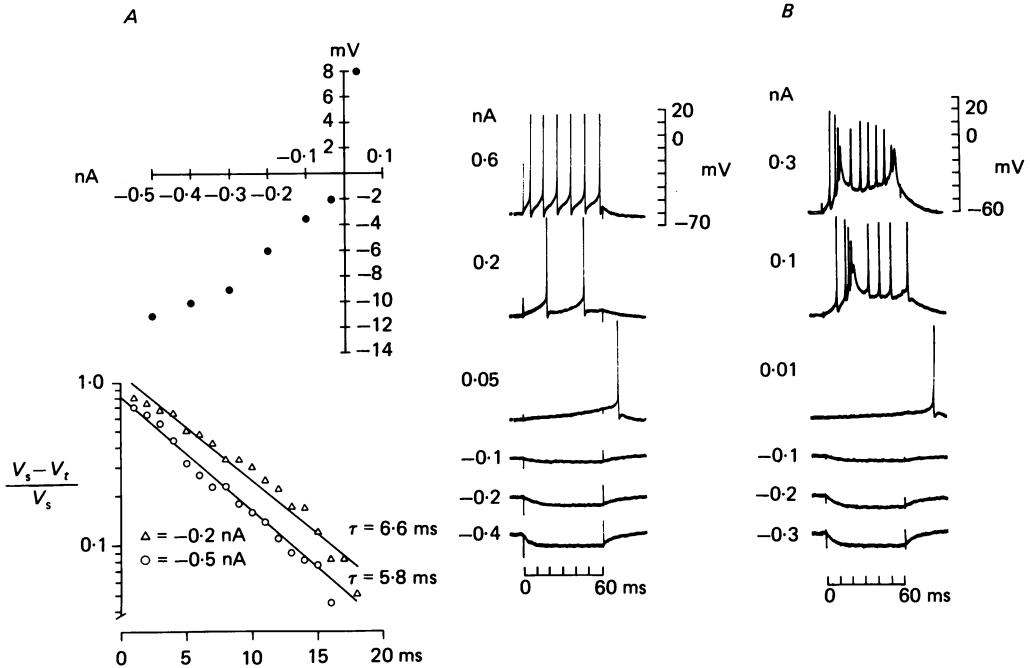 A
mV
8
6
4
2
−0·1
0·1
nA
−0·5
−0·4
−0·3
−0·2
−2
−4
−6
−8
−10
−12
−14
1·0
Vs − Vt
Vs
0·1
△ = −0·2 nA
○ = −0·5 nA
τ = 6·6 ms
τ = 5·8 ms
0
5
10
15
20 ms
nA
0·6
0·2
0·05
−0·1
−0·2
−0·4
20
0
mV
−70
0
60 ms
B
nA
0·3
0·1
0·01
−0·1
−0·2
−0·3
20
0
mV
−60
0
60 ms